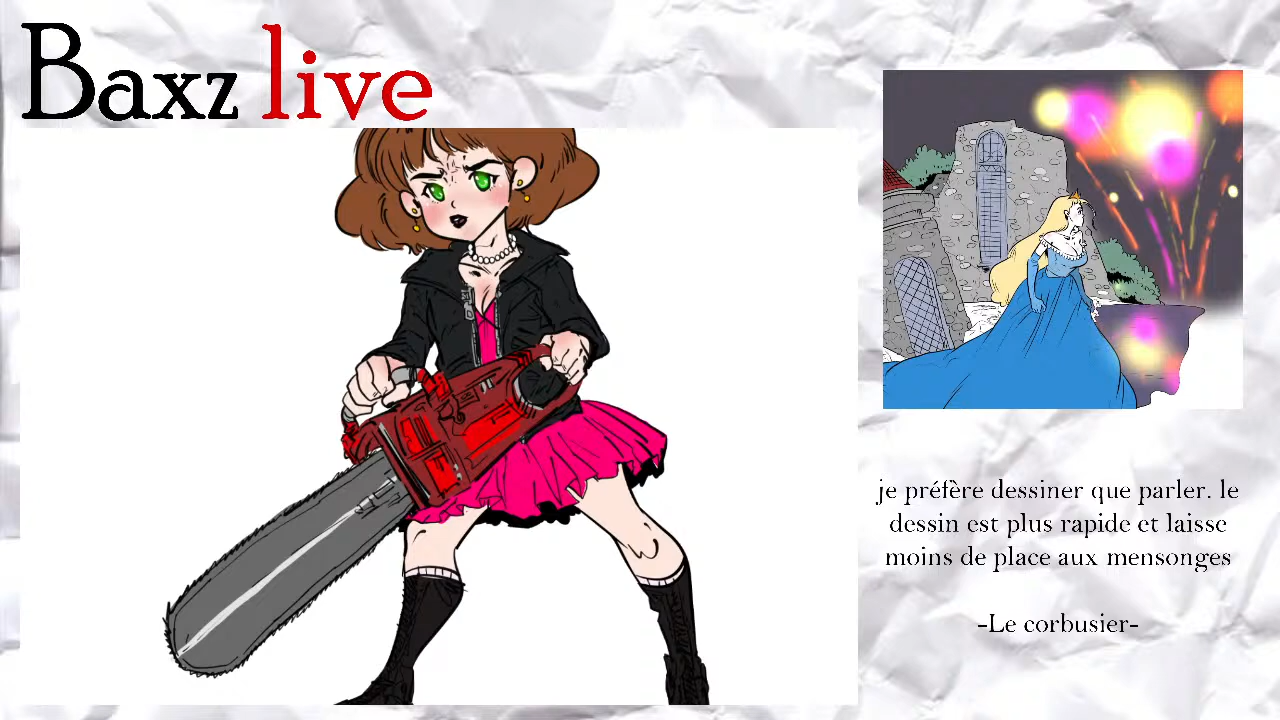 Baxz live
je préfère dessiner que parler. le
dessin est plus rapide et laisse
moins de place aux mensonges
-Le corbusier-